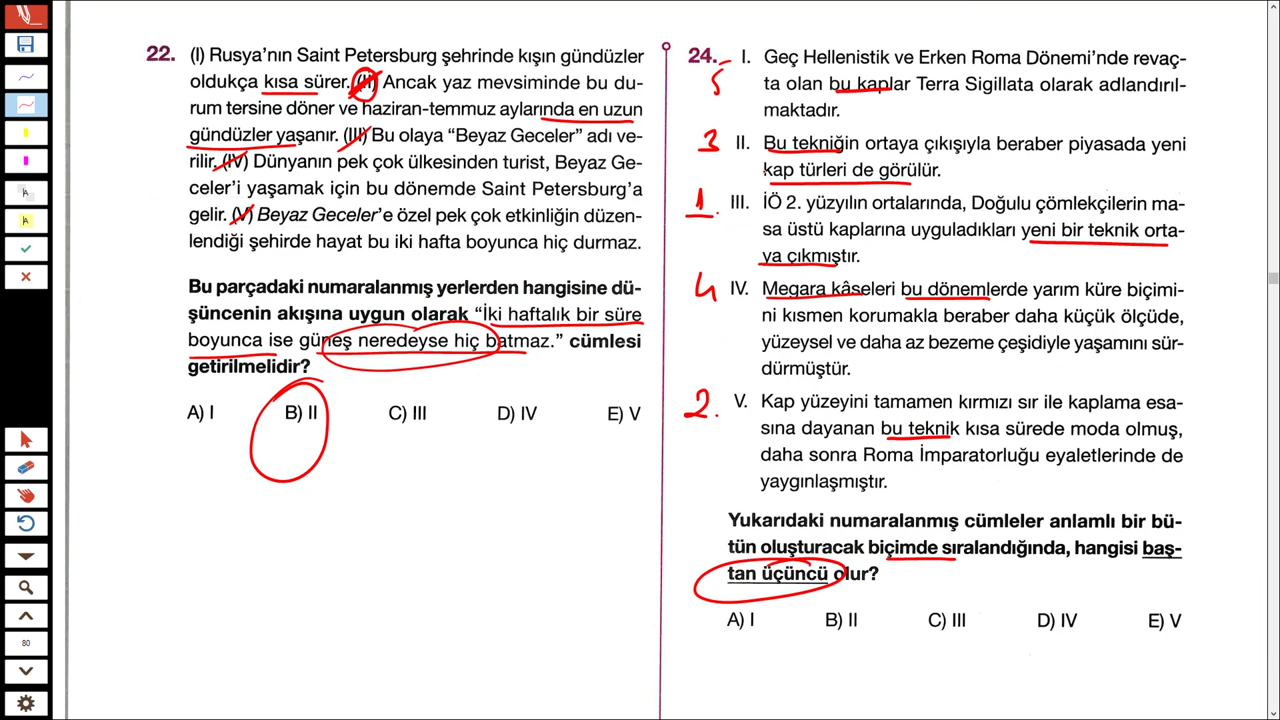 22. (I) Rusya’nın Saint Petersburg şehrinde kışın gündüzler
oldukça kısa sürer. (II) Ancak yaz mevsiminde bu du-
rum tersine döner ve haziran-temmuz aylarında en uzun
gündüzler yaşanır. (III) Bu olaya “Beyaz Geceler” adı ve-
rilir. (IV) Dünyanın pek çok ülkesinden turist, Beyaz Ge-
celer’i yaşamak için bu dönemde Saint Petersburg’a
gelir. (V) Beyaz Geceler’e özel pek çok etkinliğin düzen-
lendiği şehirde hayat bu iki hafta boyunca hiç durmaz.
Bu parçadaki numaralanmış yerlerden hangisine dü-
şüncenin akışına uygun olarak “İki haftalık bir süre
boyunca ise güneş neredeyse hiç batmaz.” cümlesi
getirilmelidir?
A) I B) II C) III D) IV E) V
24. I. Geç Hellenistik ve Erken Roma Dönemi’nde revaç-
5 ta olan bu kaplar Terra Sigillata olarak adlandırıl-
maktadır.
3 II. Bu tekniğin ortaya çıkışıyla beraber piyasada yeni
kap türleri de görülür.
1 III. İÖ 2. yüzyılın ortalarında, Doğulu çömlekçilerin ma-
sa üstü kaplarına uyguladıkları yeni bir teknik orta-
ya çıkmıştır.
4 IV. Megara kâseleri bu dönemlerde yarım küre biçimi-
ni kısmen korumakla beraber daha küçük ölçüde,
yüzeysel ve daha az bezeme çeşidiyle yaşamını sür-
dürmüştür.
2. V. Kap yüzeyini tamamen kırmızı sır ile kaplama esa-
sına dayanan bu teknik kısa sürede moda olmuş,
daha sonra Roma İmparatorluğu eyaletlerinde de
yaygınlaşmıştır.
Yukarıdaki numaralanmış cümleler anlamlı bir bü-
tün oluşturacak biçimde sıralandığında, hangisi baş-
tan üçüncü olur?
A) I B) II C) III D) IV E) V
A
A
80